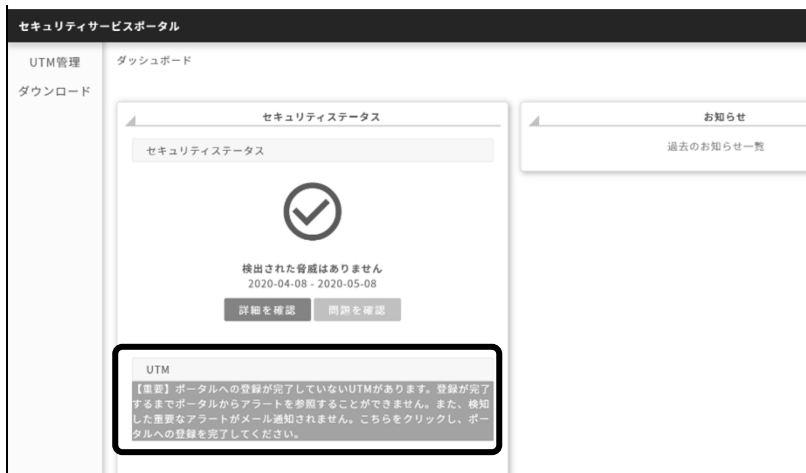 セキュリティサービスポータル
UTM管理
ダウンロード
ダッシュボード
セキュリティステータス
セキュリティステータス
検出された脅威はありません
2020-04-08 - 2020-05-08
詳細を確認
問題を確認
UTM
【重要】ポータルへの登録が完了していないUTMがあります。登録が完了
するまでポータルからアラートを参照することができません。また、検知
した重要なアラートがメール通知されません。こちらをクリックし、ポー
タルへの登録を完了してください。
お知らせ
過去のお知らせ一覧